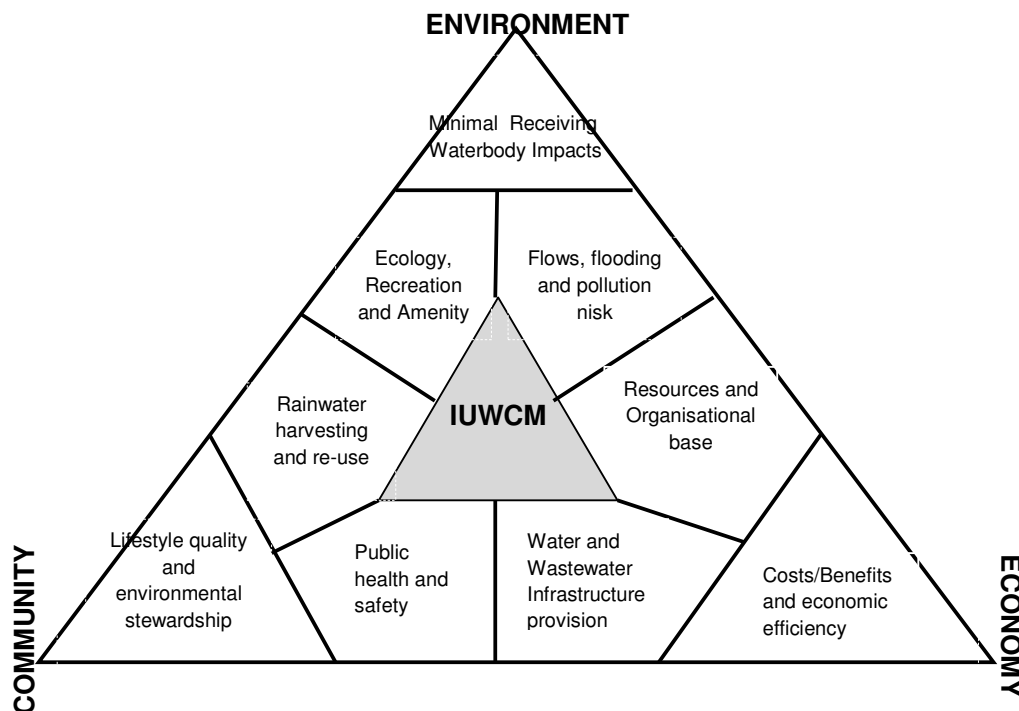 ENVIRONMENT
Minimal Receiving
Waterbody Impacts
Ecology,
Recreation
and Amenity
Flows, flooding
and pollution
nisk
Rainwater
harvesting
and re-use
IUWCM
Resources and
Organisational
base
Lifestyle quality
and
environmental
stewardship
Public
health and
safety
Water and
Wastewater
Infrastructure
provision
Costs/Benefits
and economic
efficiency
COMMUNITY
ECONOMY